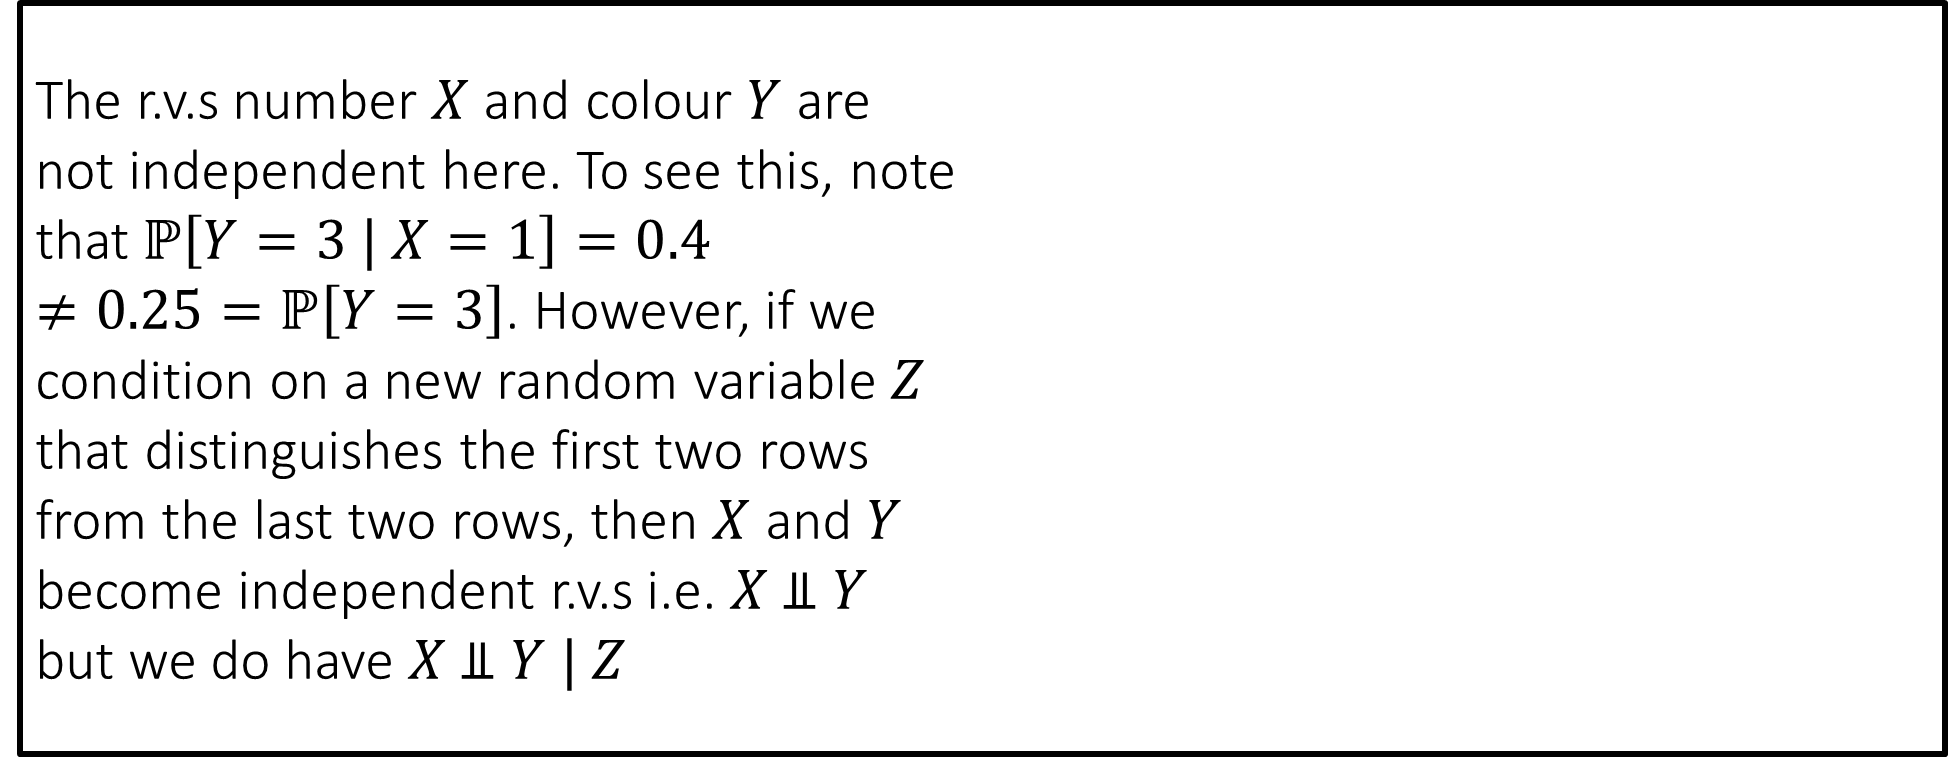 The r.v.s number X and colour Y are
not independent here. To see this, note
that ℙ[Y = 3 | X = 1] = 0.4
≠ 0.25 = ℙ[Y = 3]. However, if we
condition on a new random variable Z
that distinguishes the first two rows
from the last two rows, then X and Y
become independent r.v.s i.e. X ⫫ Y
but we do have X ⫫ Y | Z